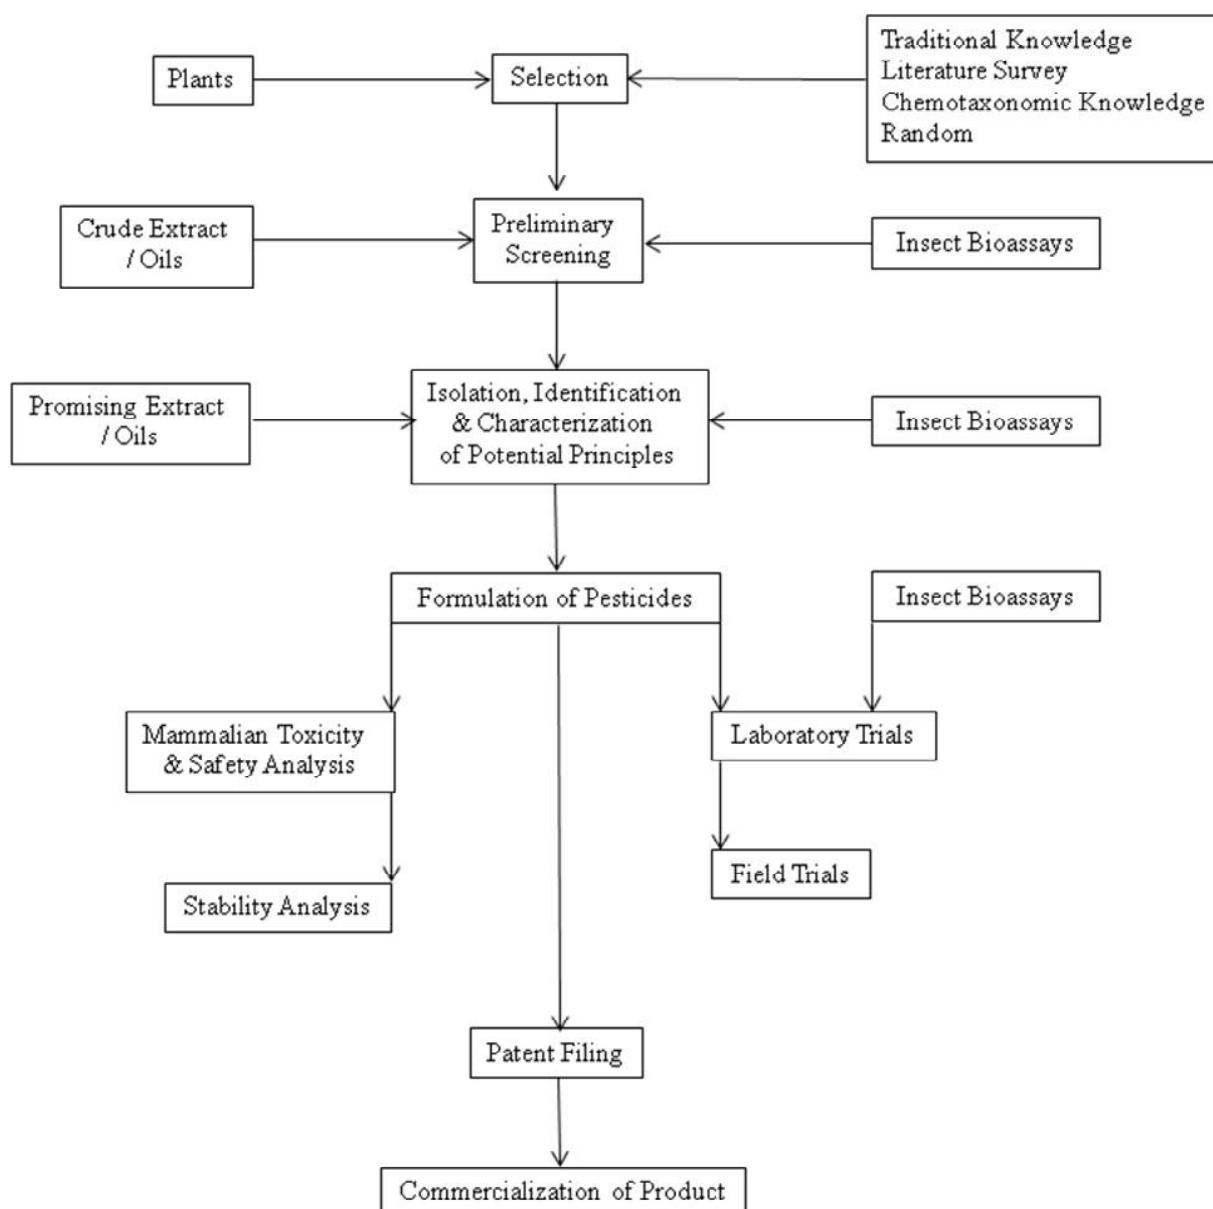 Plants
Selection
Traditional Knowledge
Literature Survey
Chemotaxonomic Knowledge
Random
Crude Extract
/ Oils
Preliminary
Screening
Insect Bioassays
Promising Extract
/ Oils
Isolation, Identification
& Characterization
of Potential Principles
Insect Bioassays
Formulation of Pesticides
Insect Bioassays
Mammalian Toxicity
& Safety Analysis
Laboratory Trials
Stability Analysis
Field Trials
Patent Filing
Commercialization of Product